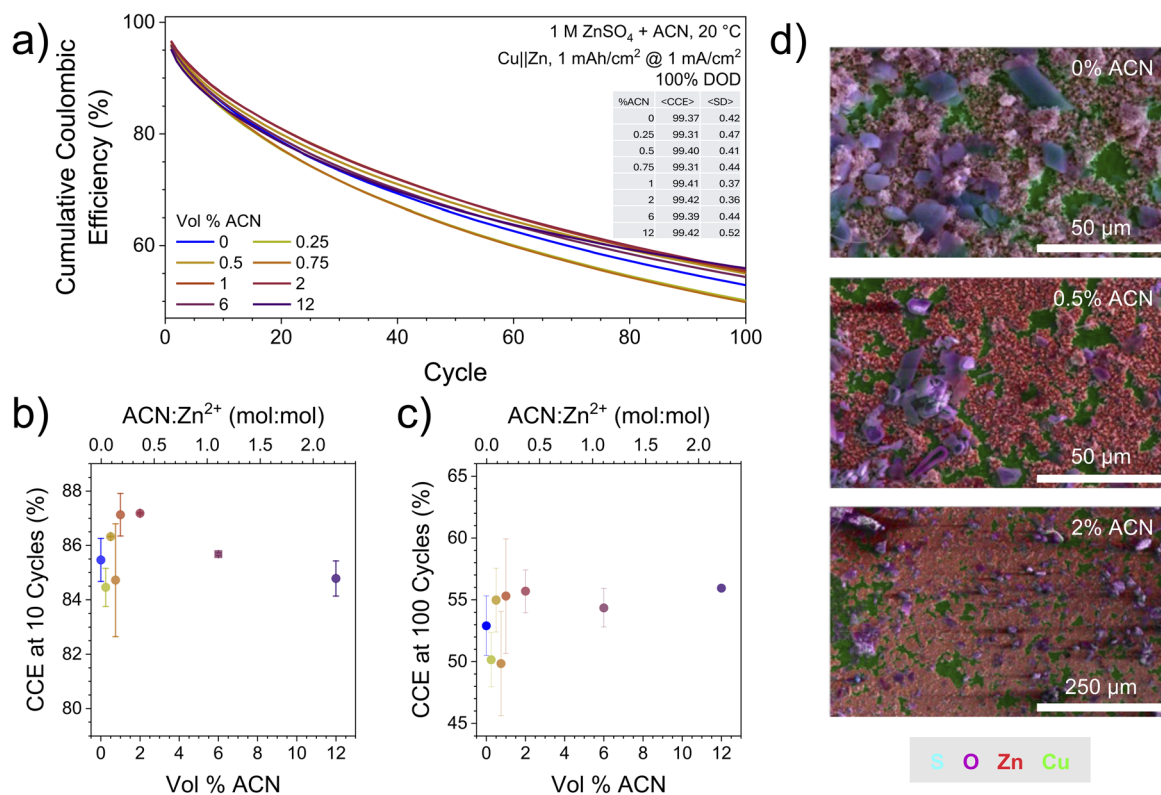 a)
Cumulative Coulombic
Efficiency (%)
100
80
60
1 M ZnSO₄ + ACN, 20 °C
Cu||Zn, 1 mAh/cm² @ 1 mA/cm²
100% DOD
%ACN <CCE> <SD>
0 99.37 0.42
0.25 99.31 0.47
0.5 99.40 0.41
0.75 99.31 0.44
1 99.41 0.37
2 99.42 0.36
6 99.39 0.44
12 99.42 0.52
Vol % ACN
0 0.25
0.5 0.75
1 2
6 12
0 20 40 60 80 100
Cycle
b)
ACN:Zn²⁺ (mol:mol)
0.0 0.5 1.0 1.5 2.0
CCE at 10 Cycles (%)
88
86
84
82
80
0 2 4 6 8 10 12
Vol % ACN
c)
ACN:Zn²⁺ (mol:mol)
0.0 0.5 1.0 1.5 2.0
CCE at 100 Cycles (%)
65
60
55
50
45
0 2 4 6 8 10 12
Vol % ACN
d)
0% ACN
50 µm
0.5% ACN
50 µm
2% ACN
250 µm
S O Zn Cu